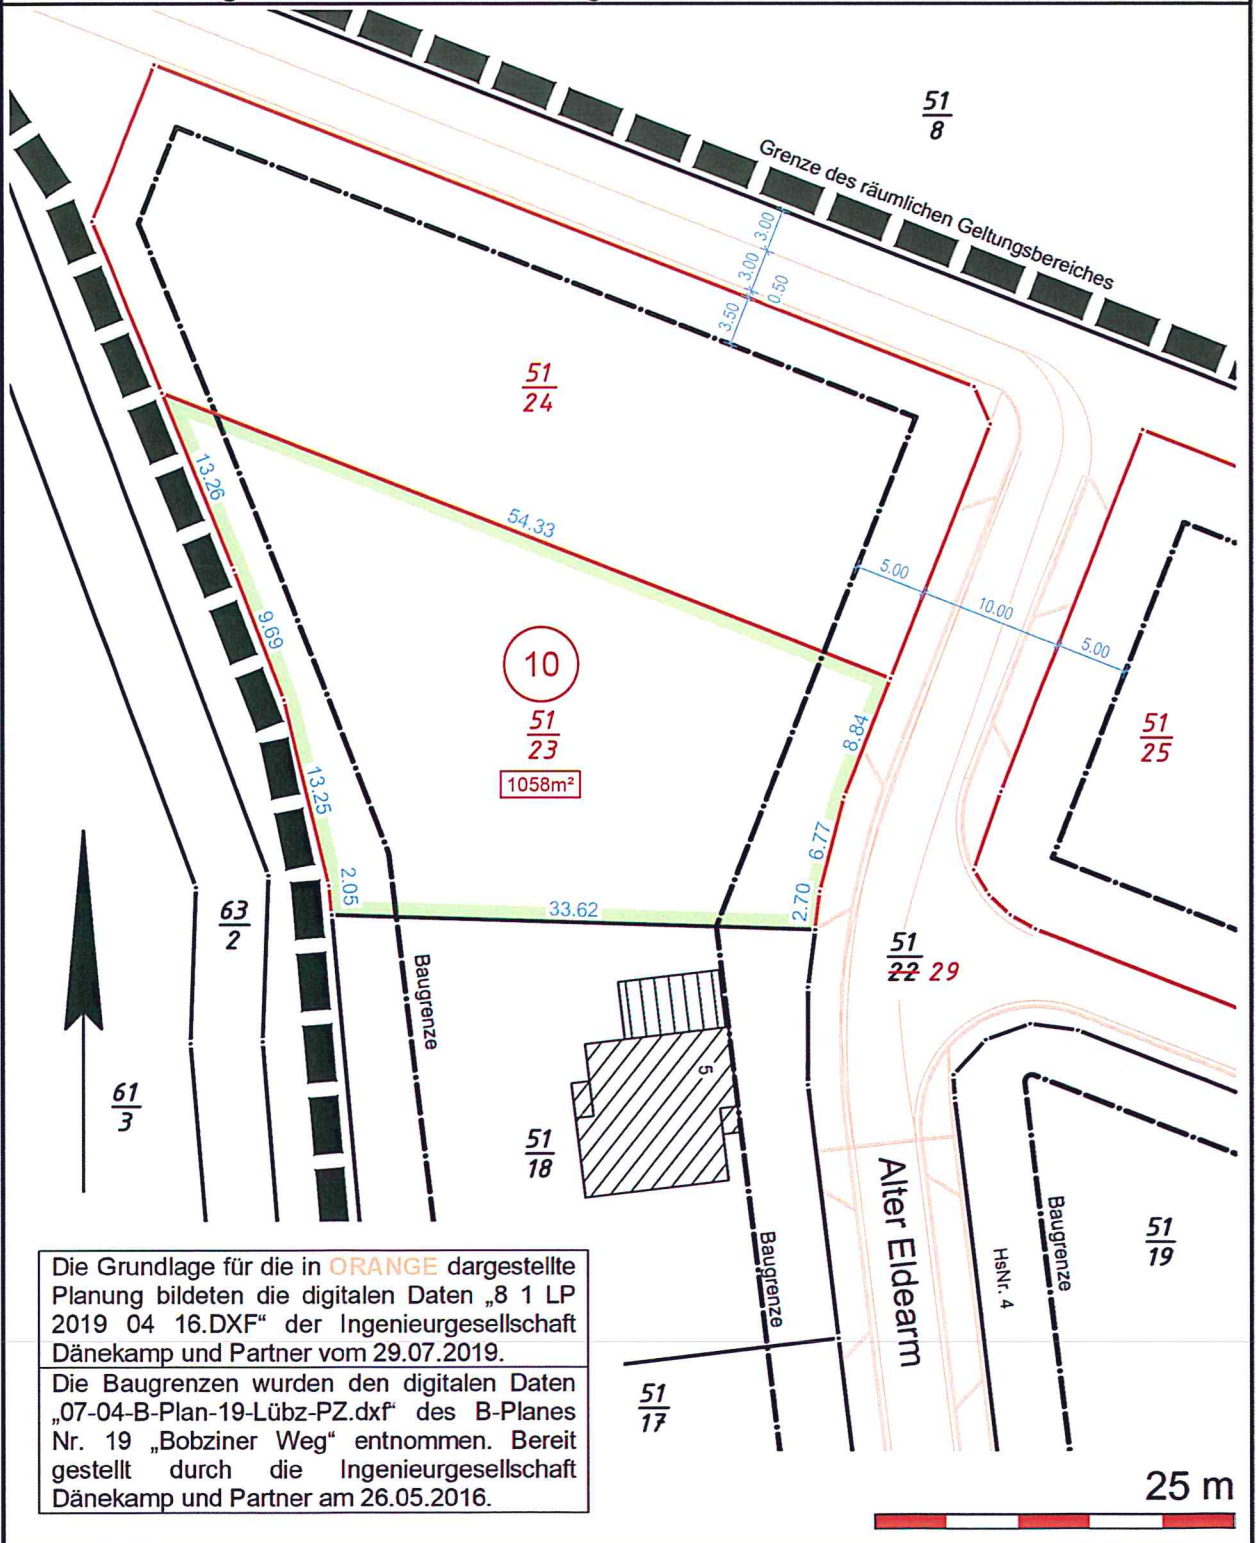 51
8
Grenze des räumlichen Geltungsbereiches
3.00
3.00
0.50
3.50
51
24
13.26
54.33
5.00
10.00
5.00
9.69
10
51
23
1058m²
8.84
51
25
13.25
6.77
2.05
33.62
2.70
63
2
51
22 29
Baugrenze
5
61
3
51
18
Alter Eldearm
Baugrenze
HsNr. 4
Baugrenze
51
19
Die Grundlage für die in ORANGE dargestellte
Planung bildeten die digitalen Daten „8 1 LP
2019 04 16.DXF“ der Ingenieurgesellschaft
Dänekamp und Partner vom 29.07.2019.
Die Baugrenzen wurden den digitalen Daten
„07-04-B-Plan-19-Lübz-PZ.dxf“ des B-Planes
Nr. 19 „Bobziner Weg“ entnommen. Bereit
gestellt durch die Ingenieurgesellschaft
Dänekamp und Partner am 26.05.2016.
51
17
25 m